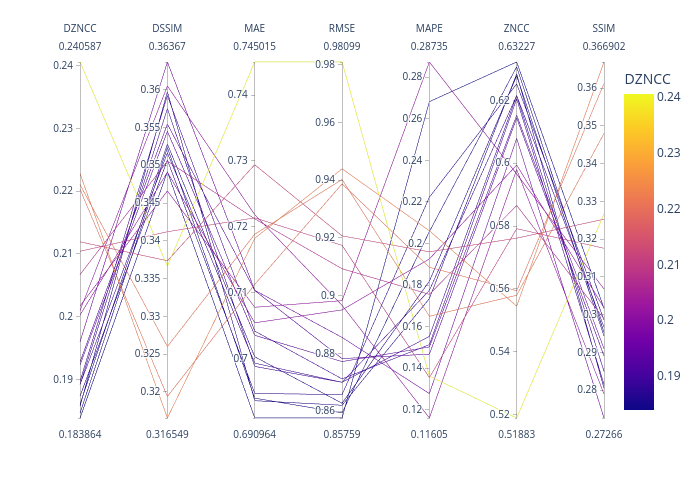 DZNCC DSSIM MAE RMSE MAPE ZNCC SSIM
0.240587 0.36367 0.745015 0.98099 0.28735 0.63227 0.366902
DZNCC
0.24 0.23 0.22 0.21 0.2 0.19
0.36 0.355 0.35 0.345 0.34 0.335 0.33 0.325 0.32
0.74 0.73 0.72 0.71 0.7
0.98 0.96 0.94 0.92 0.9 0.88 0.86
0.28 0.26 0.24 0.22 0.2 0.18 0.16 0.14 0.12
0.62 0.6 0.58 0.56 0.54 0.52
0.36 0.35 0.34 0.33 0.32 0.31 0.3 0.29 0.28
0.24 0.23 0.22 0.21 0.2 0.19
0.183864 0.316549 0.690964 0.85759 0.11605 0.51883 0.27266